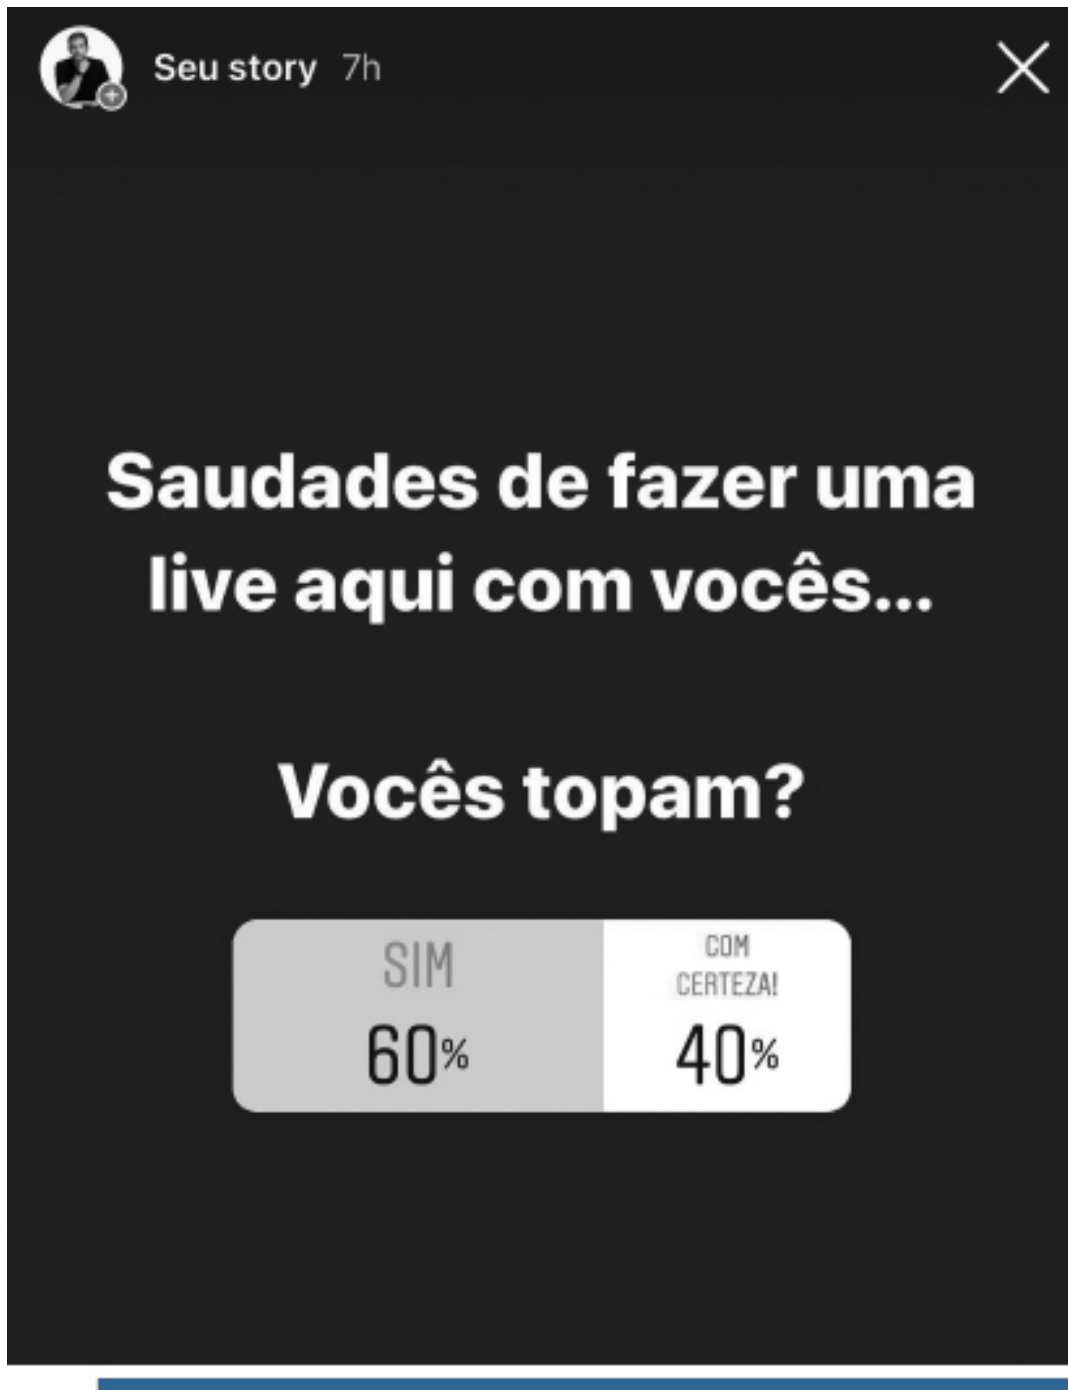 Seu story 7h
Saudades de fazer uma
live aqui com vocês...
Vocês topam?
SIM
60%
COM
CERTEZA!
40%